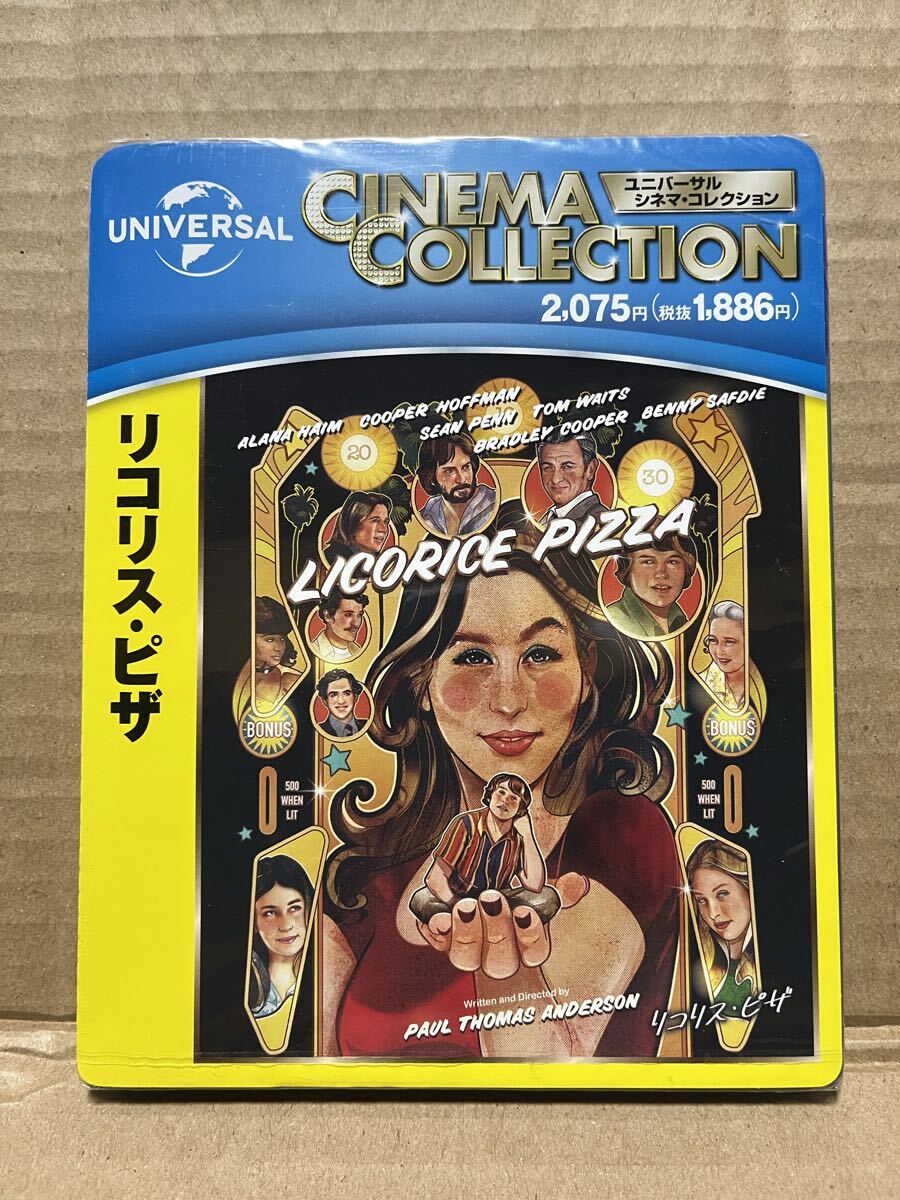 UNIVERSAL
CINEMA
COLLECTION
ユニバーサル
シネマ・コレクション
2,075円(税抜1,886円)
リコリス・ピザ
ALANA HAIM COOPER HOFFMAN
SEAN PENN TOM WAITS
BRADLEY COOPER BENNY SAFDIE
20
30
LICORICE PIZZA
BONUS
BONUS
0
500
WHEN
LIT
500
WHEN
LIT
0
Written and Directed by
PAUL THOMAS ANDERSON
リコリス・ピザ